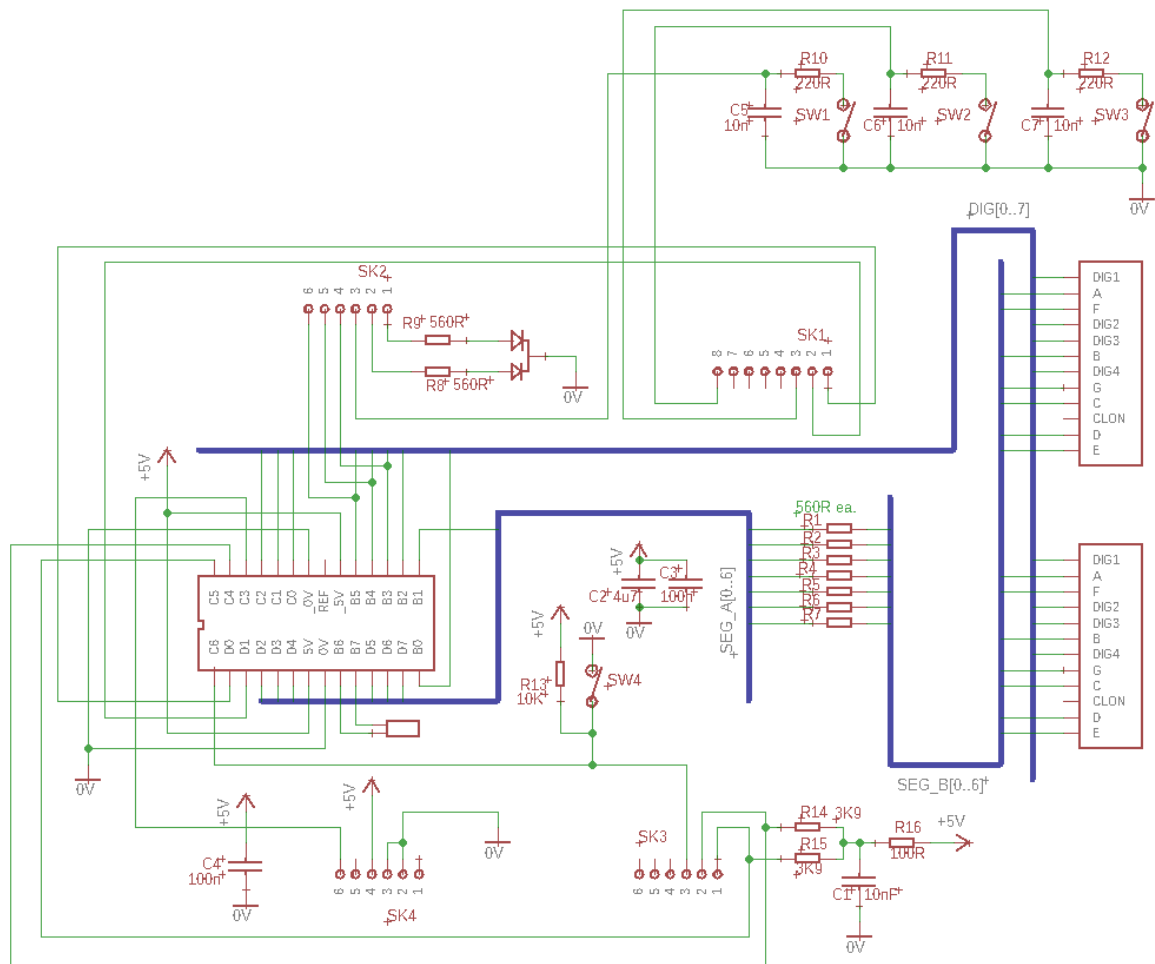 R10
R11
R12
220R
220R
220R
C5
10n
SW1
C6
10n
SW2
C7
10n
SW3
0V
DIG[0..7]
SK2
6
5
4
3
2
1
R9
560R
R8
560R
0V
SK1
8
7
6
5
4
3
2
1
DIG1
A
F
DIG2
DIG3
B
DIG4
G
C
CLON
D
E
+5V
560R ea.
R1
R2
R3
R4
R5
R6
R7
+5V
C3
100n
C2
4u7
0V
SEG_A[0..6]
C5
C4
C3
C2
C1
C0
_0V
REF
_5V
B5
B4
B3
B2
B1
C6
D0
D1
D2
D3
D4
5V
0V
B6
B7
D5
D6
D7
B0
+5V
0V
R13
10K
SW4
DIG1
A
F
DIG2
DIG3
B
DIG4
G
C
CLON
D
E
0V
SEG_B[0..6]
+5V
+5V
C4
100n
0V
6
5
4
3
2
1
SK4
0V
SK3
6
5
4
3
2
1
R14
3K9
R15
3K9
R16
100R
+5V
C1
10nF
0V